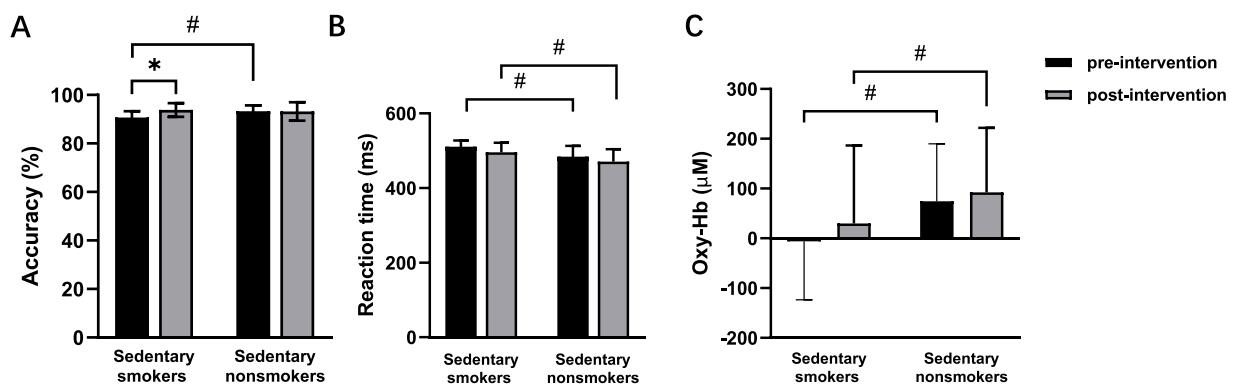 A
B
C
#
*
#
#
#
#
Accuracy (%)
100
80
60
40
20
0
Sedentary
smokers
Sedentary
nonsmokers
Reaction time (ms)
600
400
200
0
Sedentary
smokers
Sedentary
nonsmokers
Oxy-Hb (μM)
300
200
100
0
-100
-200
Sedentary
smokers
Sedentary
nonsmokers
pre-intervention
post-intervention